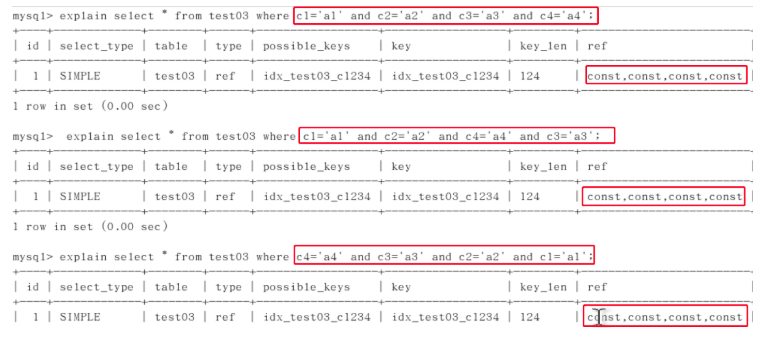 mysql> explain select * from test03 where c1='a1' and c2='a2' and c3='a3' and c4='a4';
| id | select_type | table | type | possible_keys | key | key_len | ref
| 1 | SIMPLE | test03 | ref | idx_test03_c1234 | idx_test03_c1234 | 124 | const,const,const,const
1 row in set (0.00 sec)
mysql> explain select * from test03 where c1='a1' and c2='a2' and c4='a4' and c3='a3';
| id | select_type | table | type | possible_keys | key | key_len | ref
| 1 | SIMPLE | test03 | ref | idx_test03_c1234 | idx_test03_c1234 | 124 | const,const,const,const
1 row in set (0.00 sec)
mysql> explain select * from test03 where c4='a4' and c3='a3' and c2='a2' and c1='a1';
| id | select_type | table | type | possible_keys | key | key_len | ref
| 1 | SIMPLE | test03 | ref | idx_test03_c1234 | idx_test03_c1234 | 124 | const,const,const,const